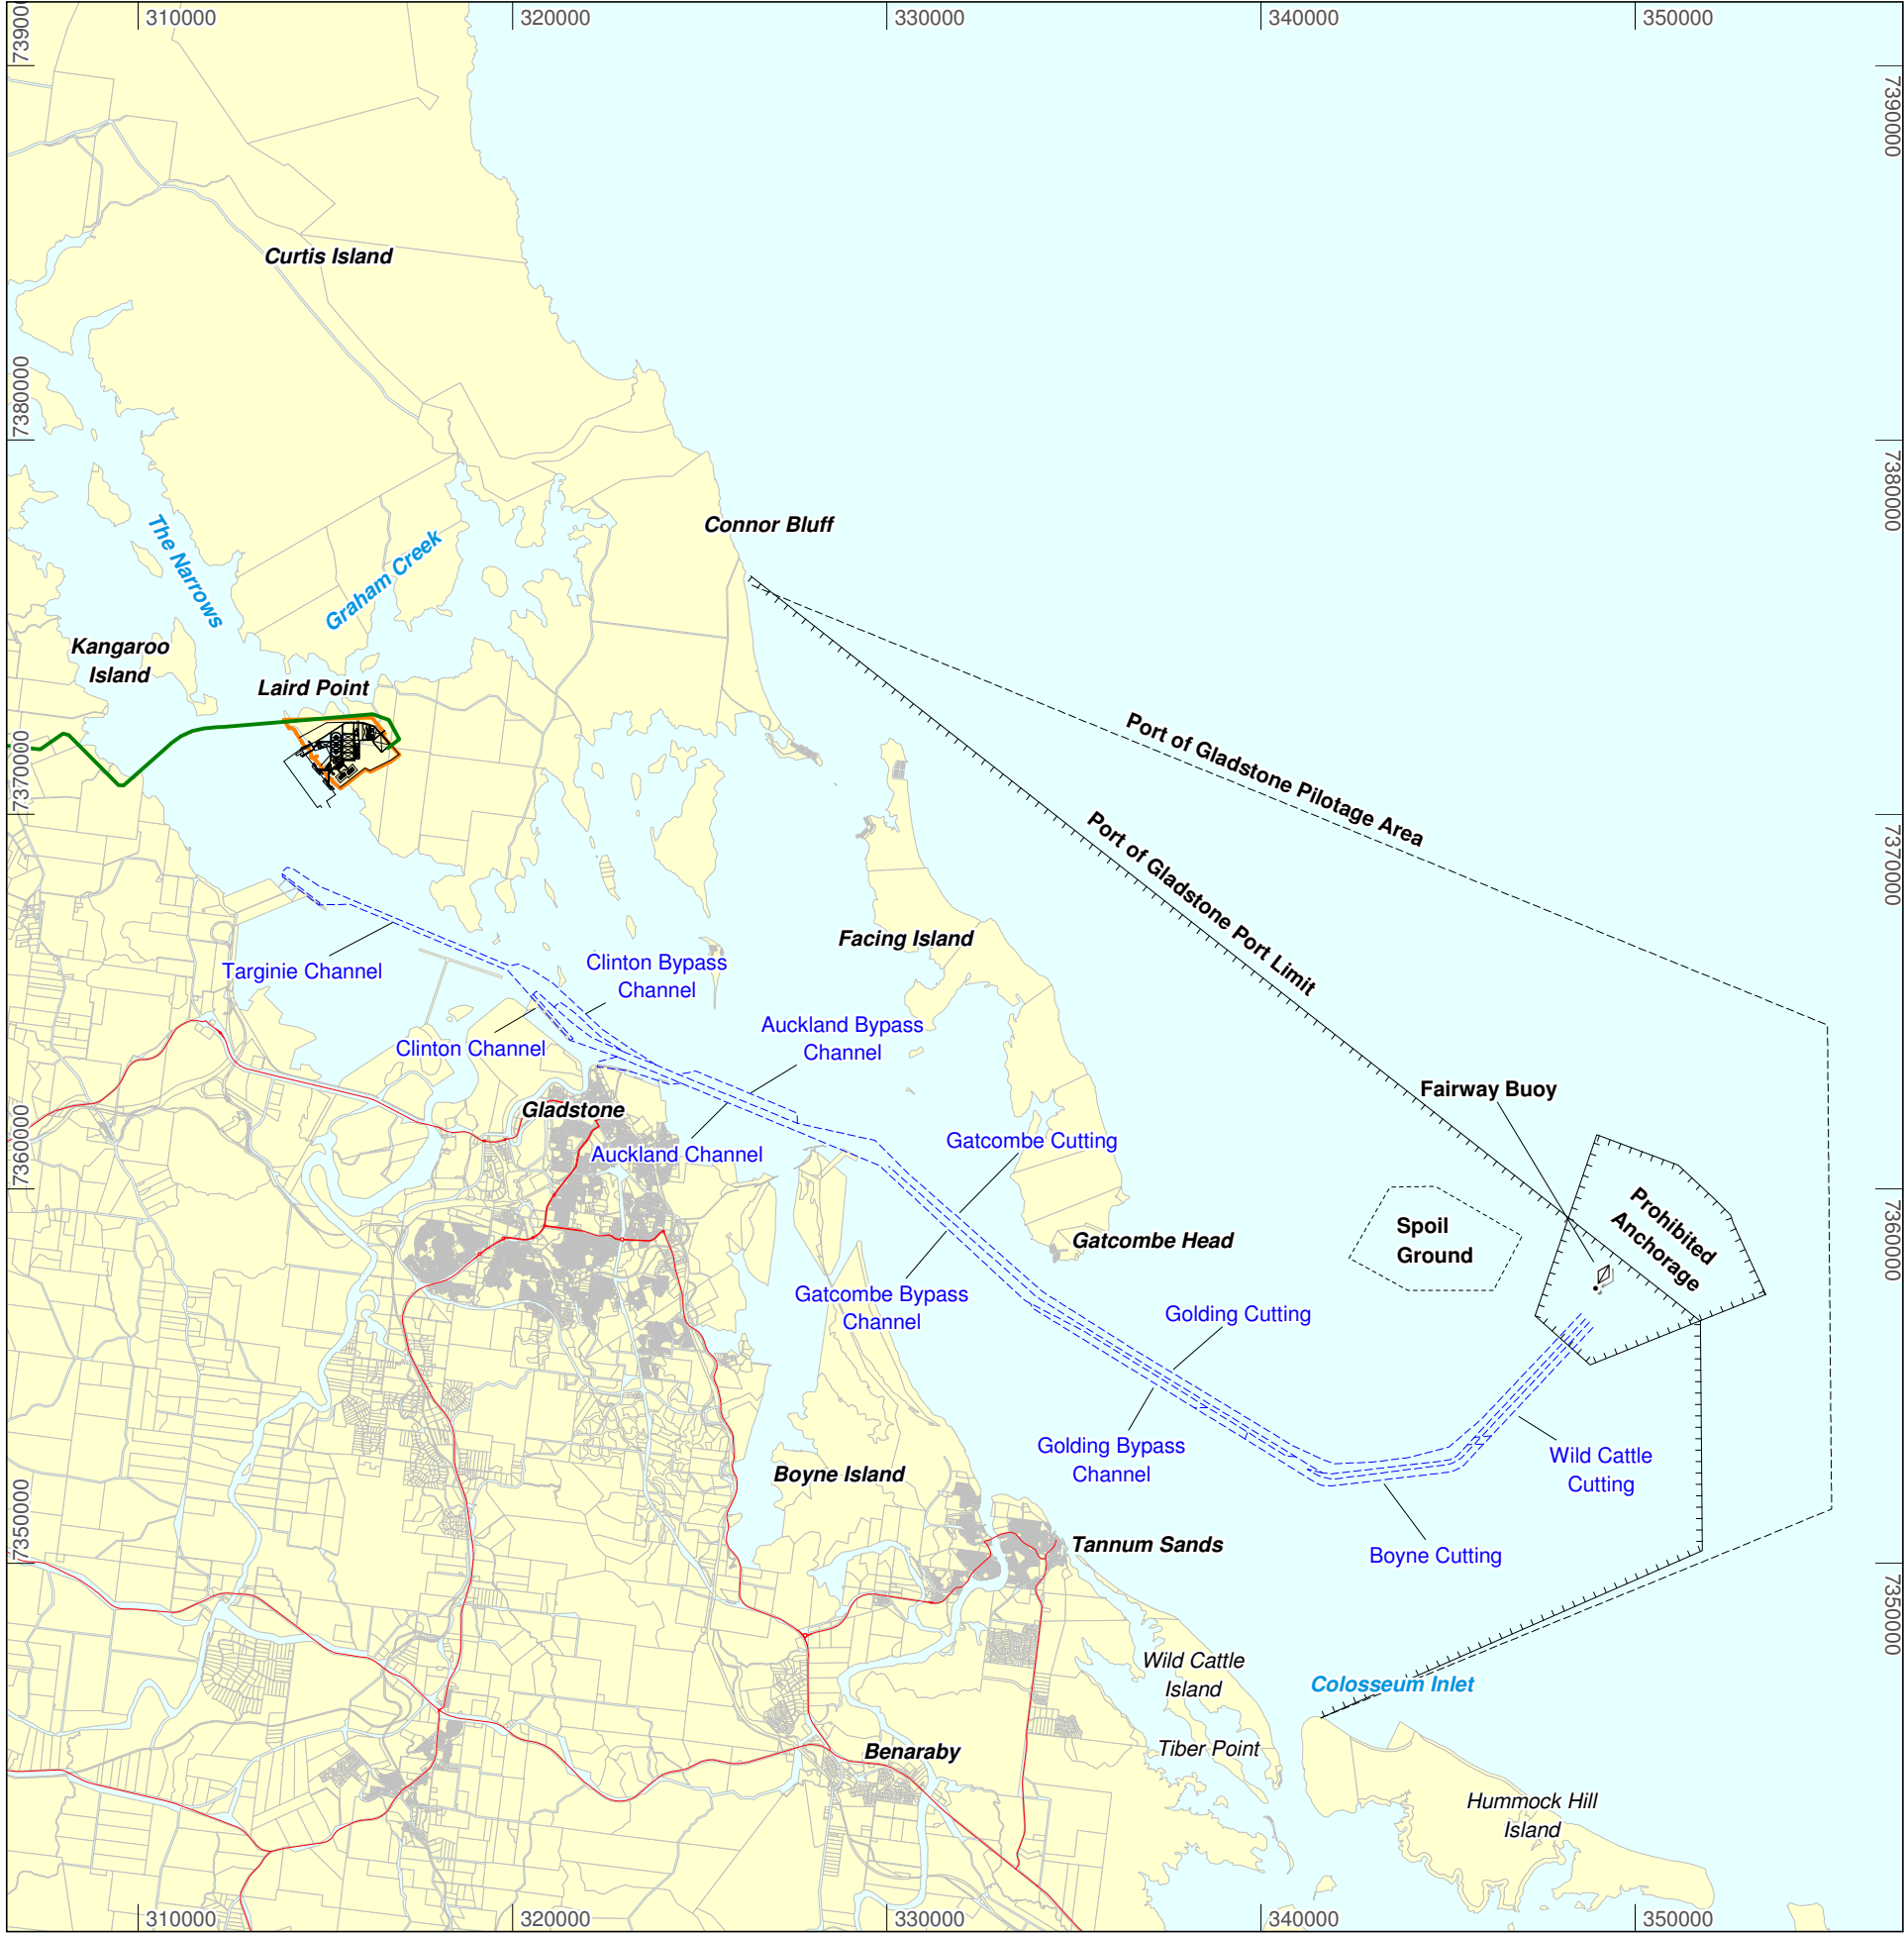 310000
320000
330000
340000
350000
7390000
7390000
Curtis Island
7380000
7380000
Connor Bluff
The Narrows
Graham Creek
Kangaroo
Island
Laird Point
Port of Gladstone Pilotage Area
7370000
7370000
Port of Gladstone Port Limit
Facing Island
Targinie Channel
Clinton Bypass
Channel
Clinton Channel
Auckland Bypass
Channel
Fairway Buoy
Gladstone
Auckland Channel
Gatcombe Cutting
7360000
7360000
Prohibited
Anchorage
Spoil
Ground
Gatcombe Head
Gatcombe Bypass
Channel
Golding Cutting
Golding Bypass
Channel
Wild Cattle
Cutting
Boyne Island
Tannum Sands
Boyne Cutting
7350000
7350000
Wild Cattle
Island
Colosseum Inlet
Tiber Point
Benaraby
Hummock Hill
Island
310000
320000
330000
340000
350000